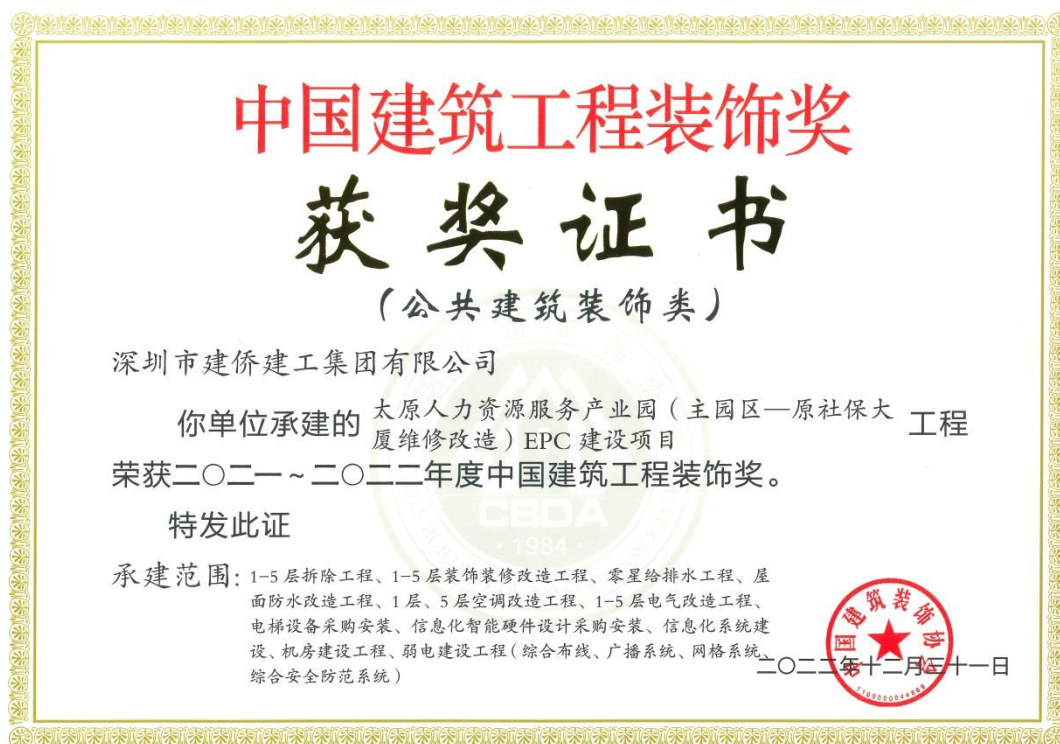 中国建筑工程装饰奖
获奖证书
（公共建筑装饰类）
深圳市建侨建工集团有限公司
你单位承建的 太原人力资源服务产业园（主园区—原社保大厦维修改造）EPC 建设项目 工程
荣获二〇二一~二〇二二年度中国建筑工程装饰奖。
特发此证
承建范围：1-5 层拆除工程、1-5 层装饰装修改造工程、零星给排水工程、屋
面防水改造工程、1 层、5 层空调改造工程、1-5 层电气改造工程、
电梯设备采购安装、信息化智能硬件设计采购安装、信息化系统建
设、机房建设工程、弱电建设工程（综合布线、广播系统、网格系统、
综合安全防范系统）
二〇二二年十二月三十一日
中国建筑装饰协会
1100000044869
CBDA
·1984·